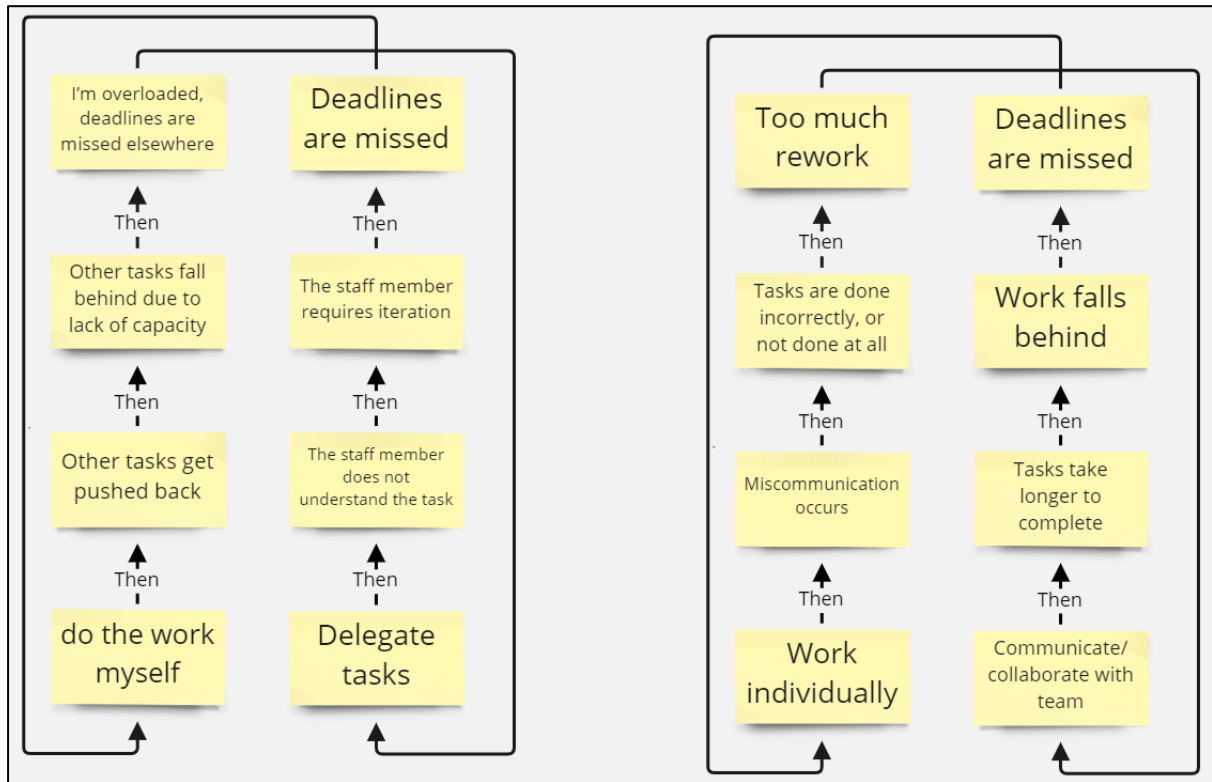 I'm overloaded,
deadlines are
missed elsewhere
Then
Other tasks fall
behind due to
lack of capacity
Then
Other tasks get
pushed back
Then
do the work
myself
Deadlines
are missed
Then
The staff member
requires iteration
Then
The staff member
does not
understand the task
Then
Delegate
tasks
Too much
rework
Then
Tasks are done
incorrectly, or
not done at all
Then
Miscommunication
occurs
Then
Work
individually
Deadlines
are missed
Then
Work falls
behind
Then
Tasks take
longer to
complete
Then
Communicate/
collaborate with
team